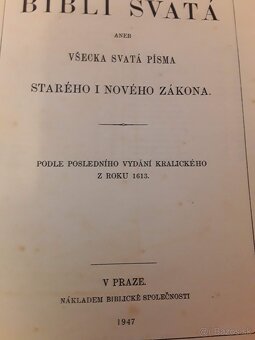 BIBLÍ SVATÁ
ANEB
VŠECKA SVATÁ PÍSMA
STARÉHO I NOVÉHO ZÁKONA.
PODLE POSLEDNÍHO VYDÁNÍ KRALICKÉHO
Z ROKU 1613.
V PRAZE.
NÁKLADEM BIBLICKÉ SPOLEČNOSTI
1947